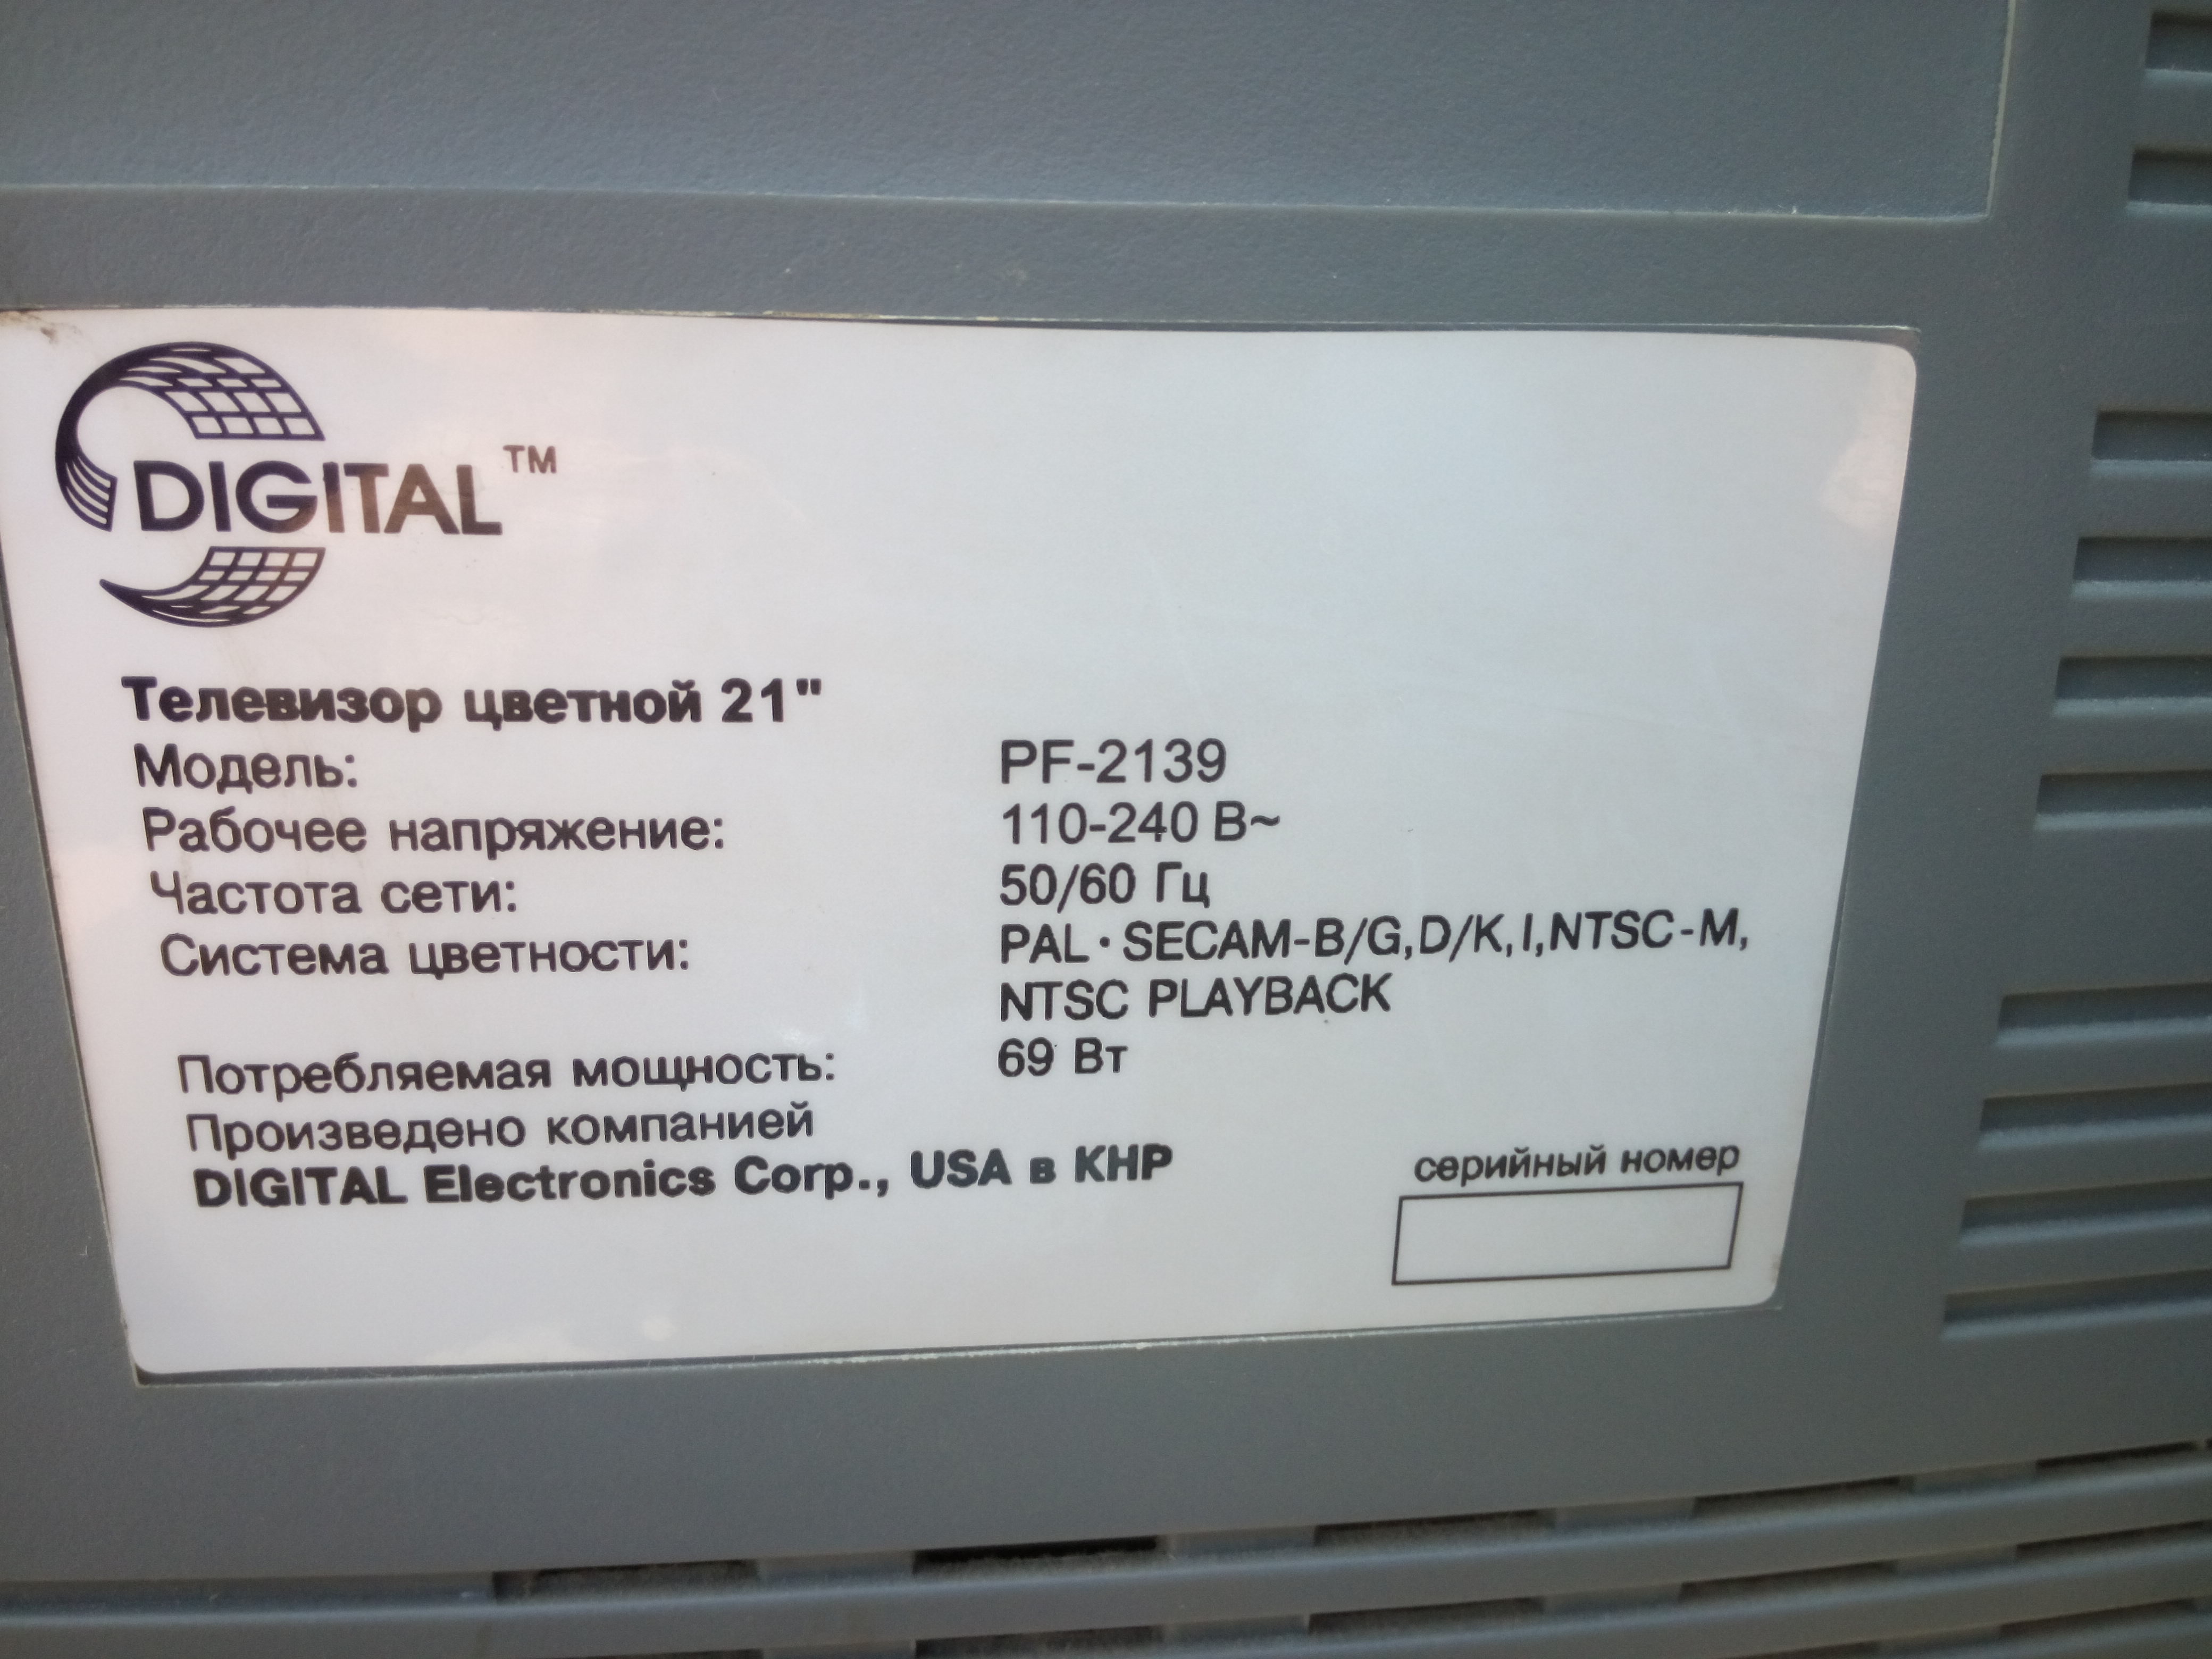 DIGITAL™
Телевизор цветной 21"
Модель: PF-2139
Рабочее напряжение: 110-240 В~
Частота сети: 50/60 Гц
Система цветности: PAL·SECAM-B/G,D/K,I,NTSC-M,
NTSC PLAYBACK
Потребляемая мощность: 69 Вт
Произведено компанией
DIGITAL Electronics Corp., USA в КНР
серийный номер